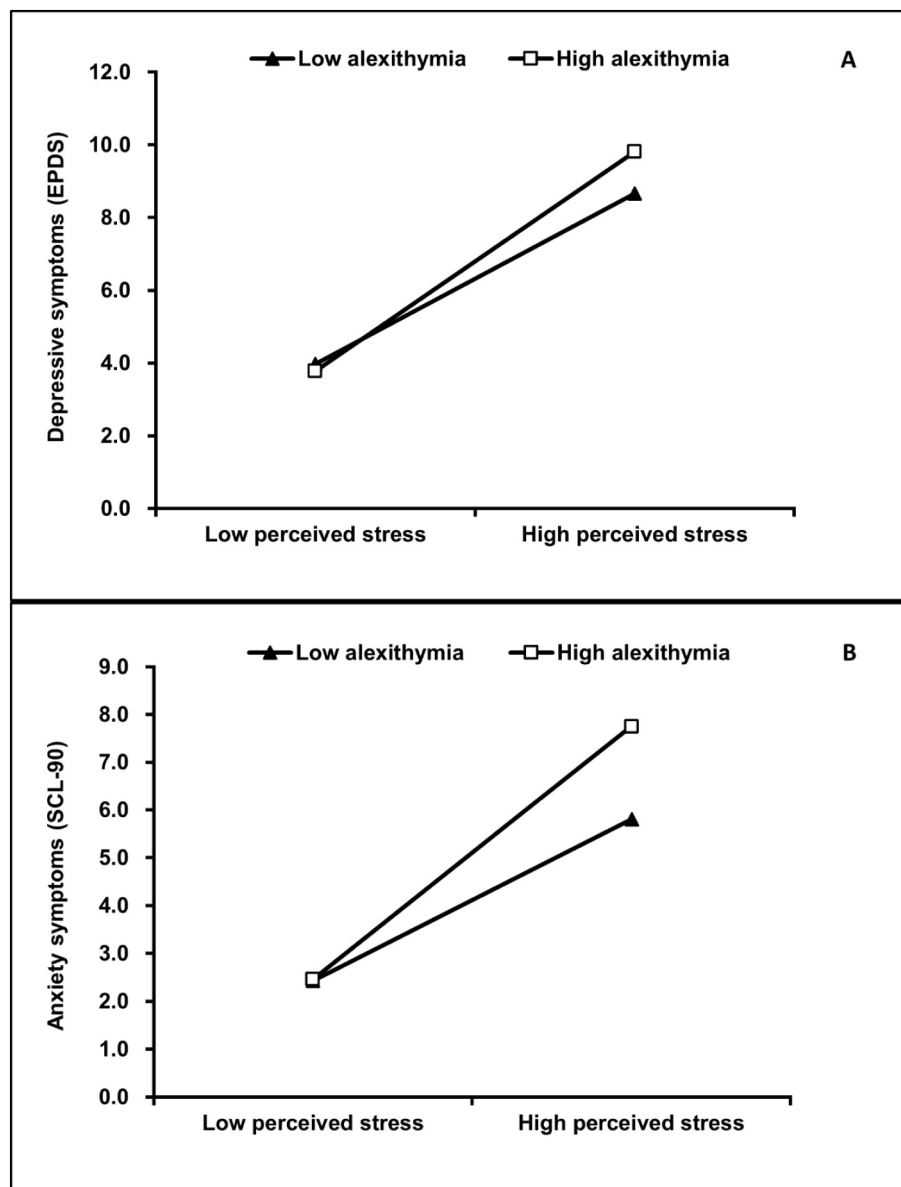 Low alexithymia High alexithymia A
12.0
10.0
8.0
6.0
4.0
2.0
0.0
Depressive symptoms (EPDS)
Low perceived stress High perceived stress
Low alexithymia High alexithymia B
9.0
8.0
7.0
6.0
5.0
4.0
3.0
2.0
1.0
0.0
Anxiety symptoms (SCL-90)
Low perceived stress High perceived stress